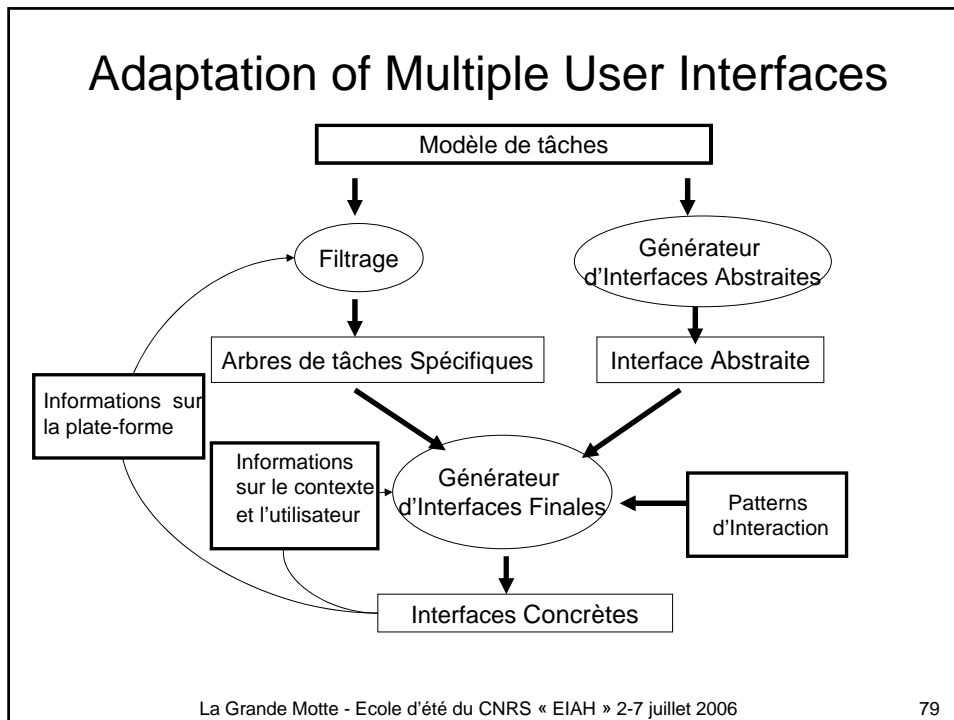 Adaptation of Multiple User Interfaces
Modèle de tâches
Filtrage
Générateur
d’Interfaces Abstraites
Arbres de tâches Spécifiques
Interface Abstraite
Informations sur
la plate-forme
Informations
sur le contexte
et l’utilisateur
Générateur
d’Interfaces Finales
Patterns
d’Interaction
Interfaces Concrètes
La Grande Motte - Ecole d’été du CNRS « EIAH » 2-7 juillet 2006
79